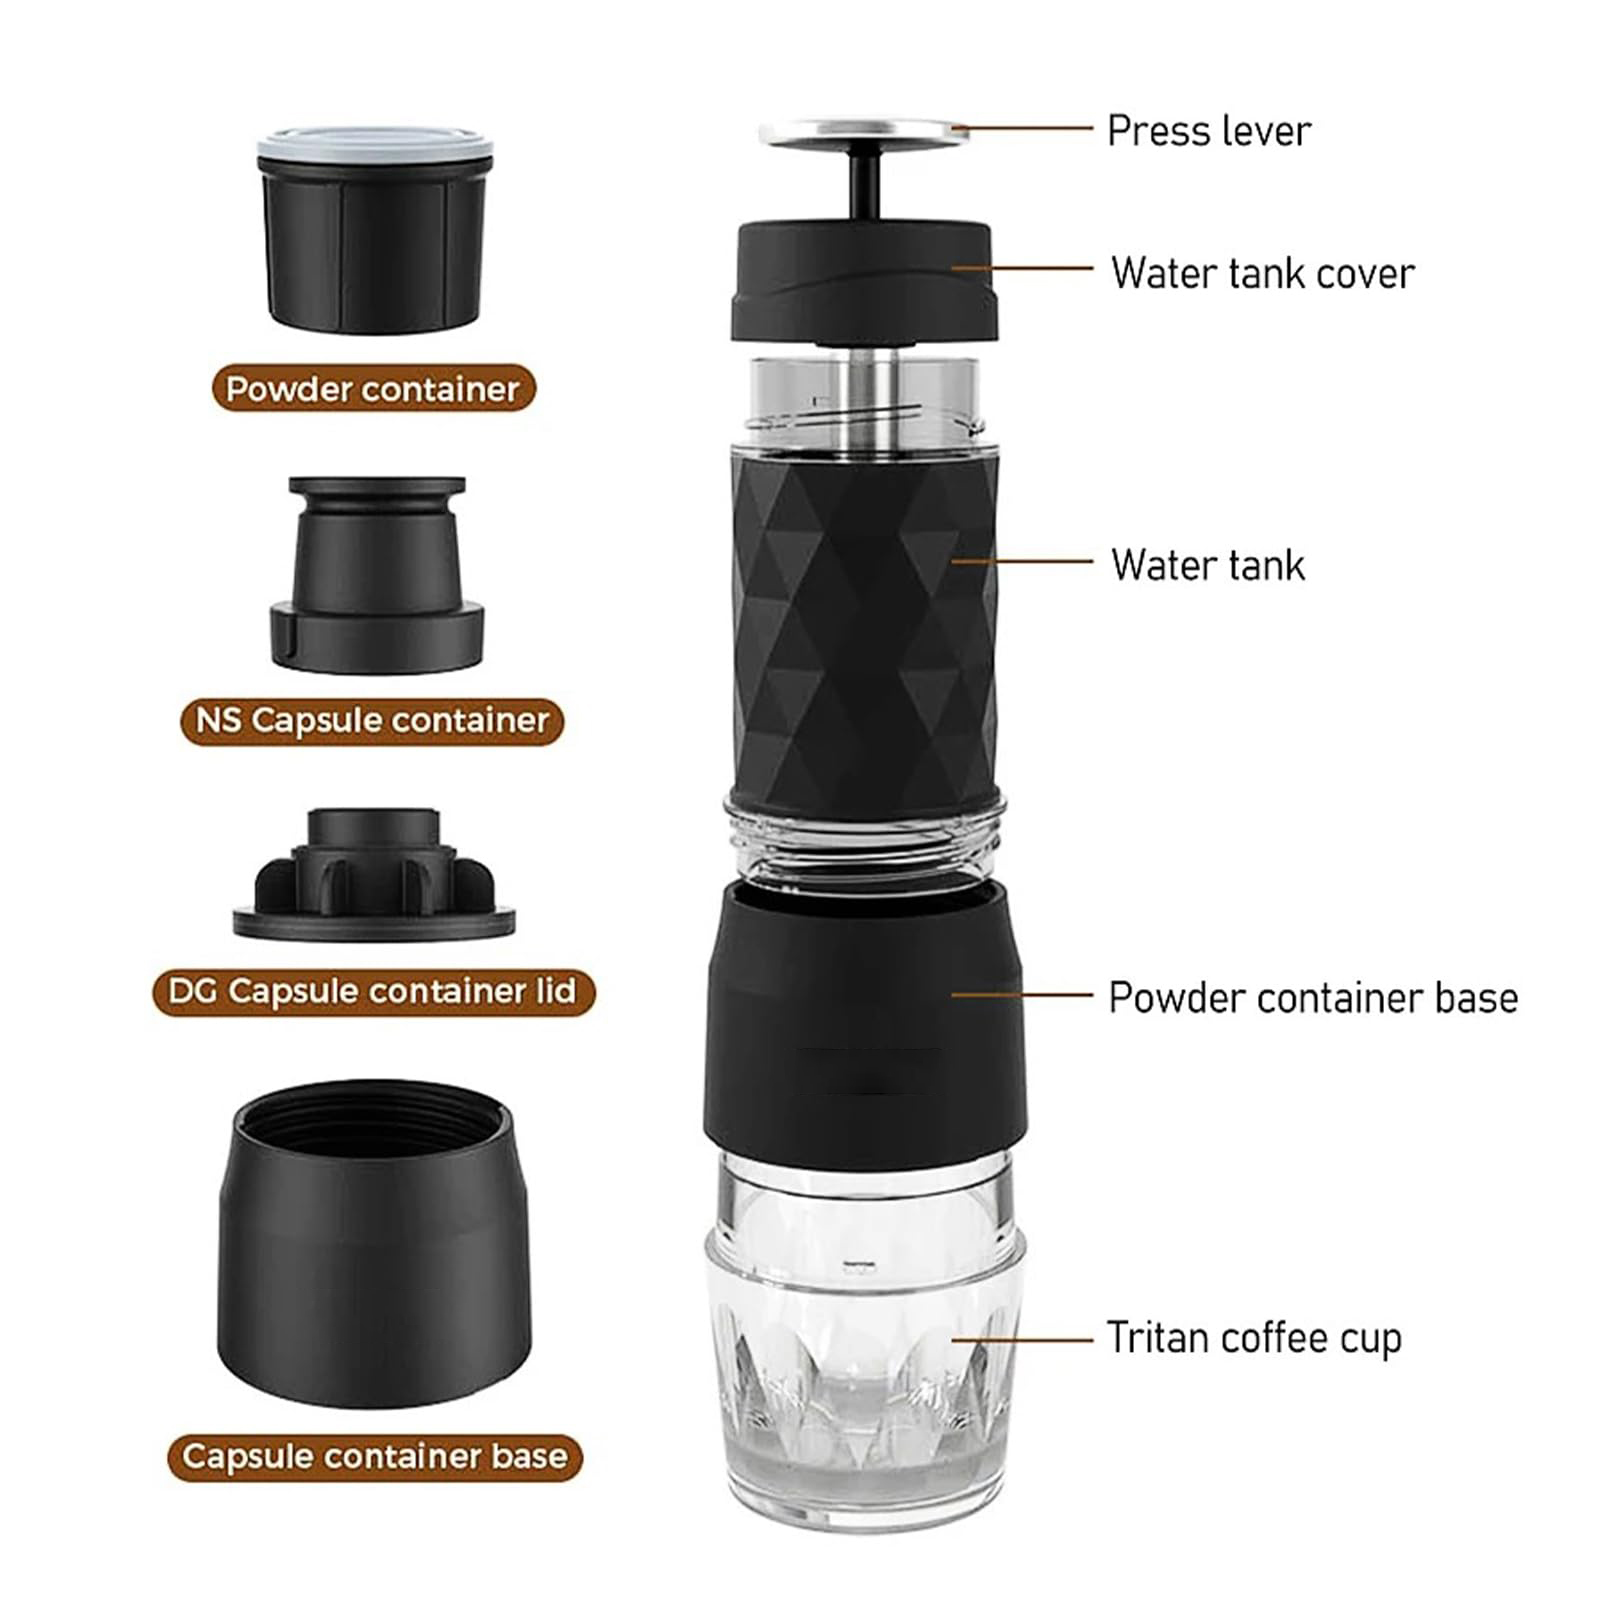 Press lever
Water tank cover
Powder container
Water tank
NS Capsule container
DG Capsule container lid
Powder container base
Tritan coffee cup
Capsule container base